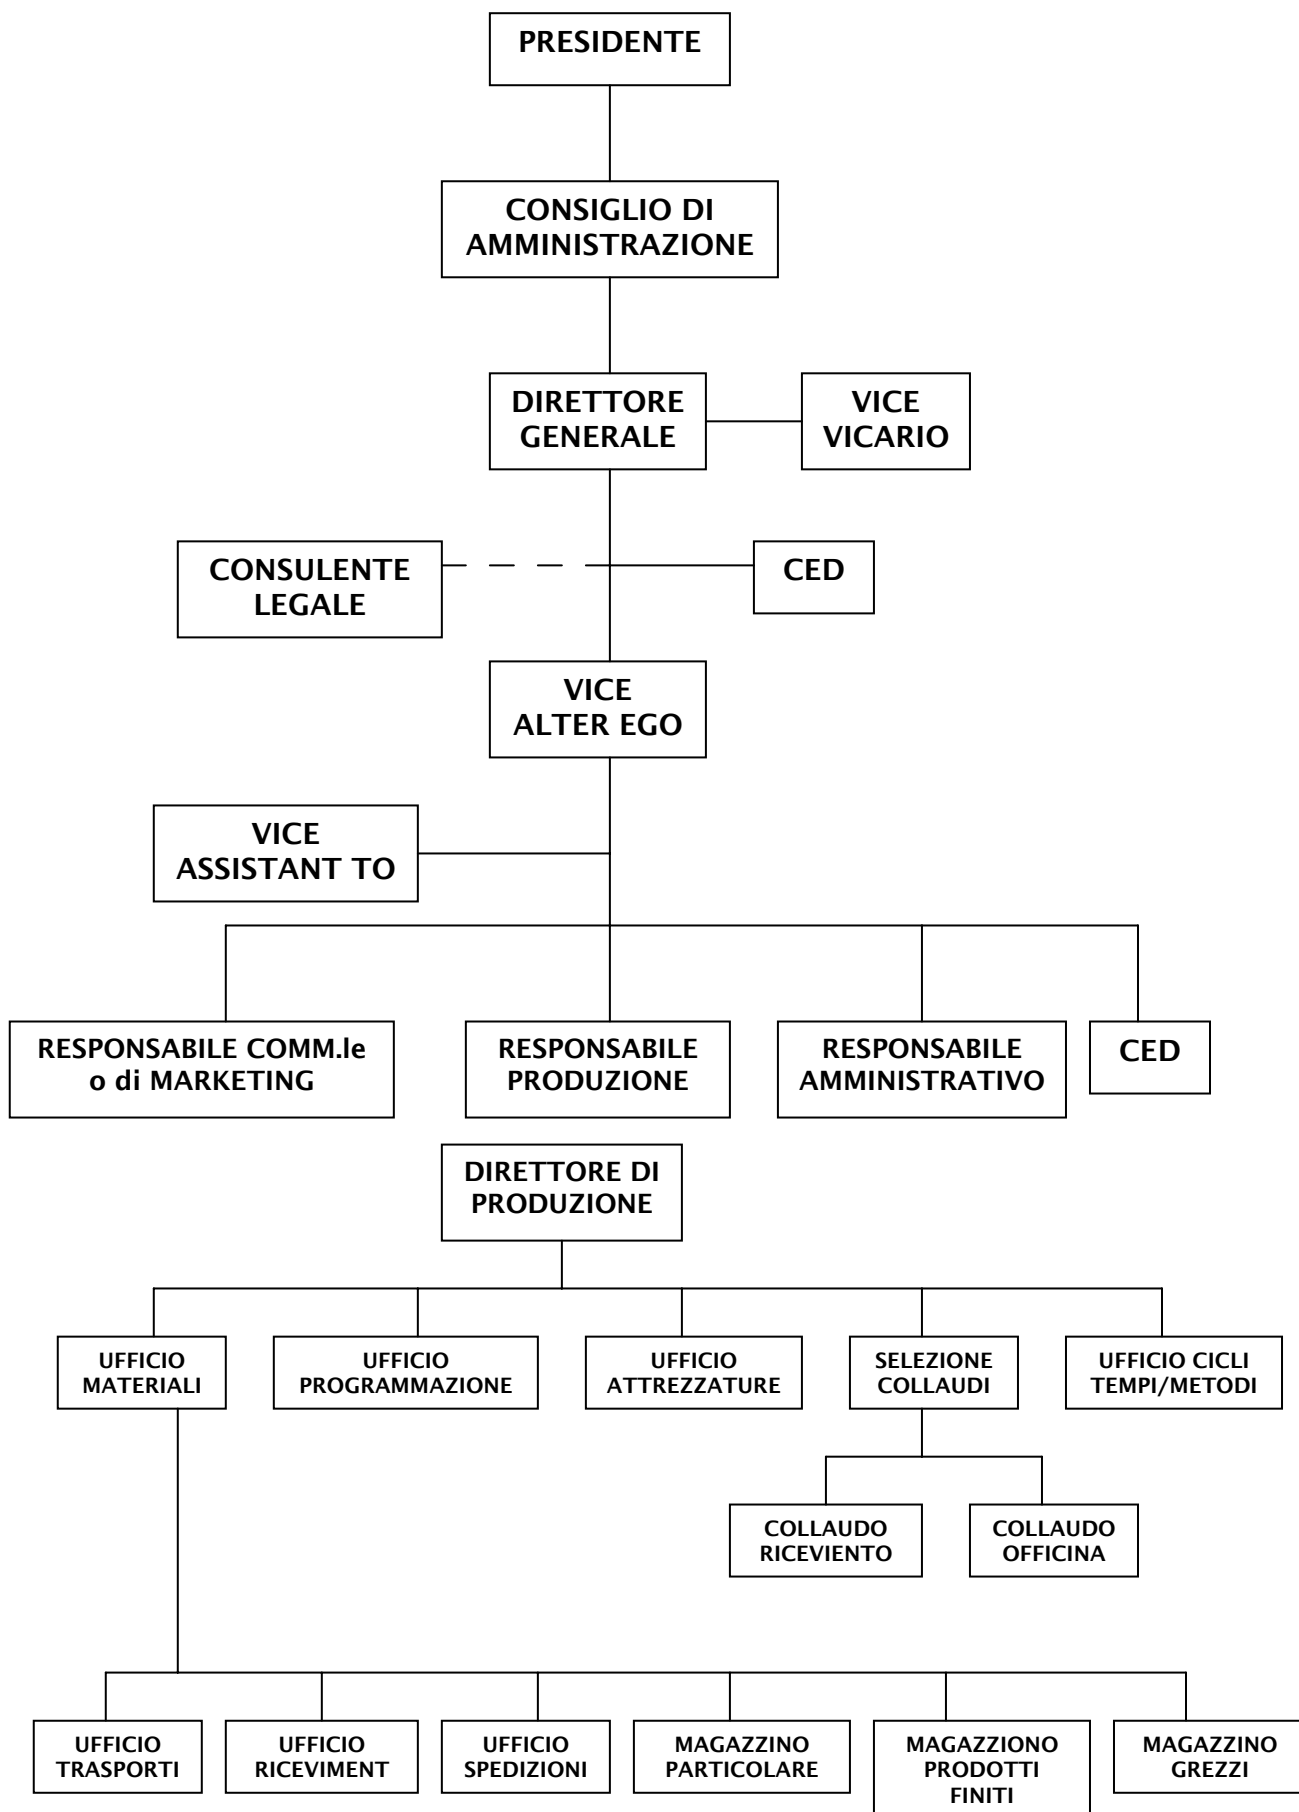 PRESIDENTE
CONSIGLIO DI
AMMINISTRAZIONE
DIRETTORE
GENERALE
VICE
VICARIO
CONSULENTE
LEGALE
CED
VICE
ALTER EGO
VICE
ASSISTANT TO
RESPONSABILE COMM.le
o di MARKETING
RESPONSABILE
PRODUZIONE
RESPONSABILE
AMMINISTRATIVO
CED
DIRETTORE DI
PRODUZIONE
UFFICIO
MATERIALI
UFFICIO
PROGRAMMAZIONE
UFFICIO
ATTREZZATURE
SELEZIONE
COLLAUDI
UFFICIO CICLI
TEMPI/METODI
COLLAUDO
RICEVIENTO
COLLAUDO
OFFICINA
UFFICIO
TRASPORTI
UFFICIO
RICEVIMENT
UFFICIO
SPEDIZIONI
MAGAZZINO
PARTICOLARE
MAGAZZIONO
PRODOTTI
FINITI
MAGAZZINO
GREZZI